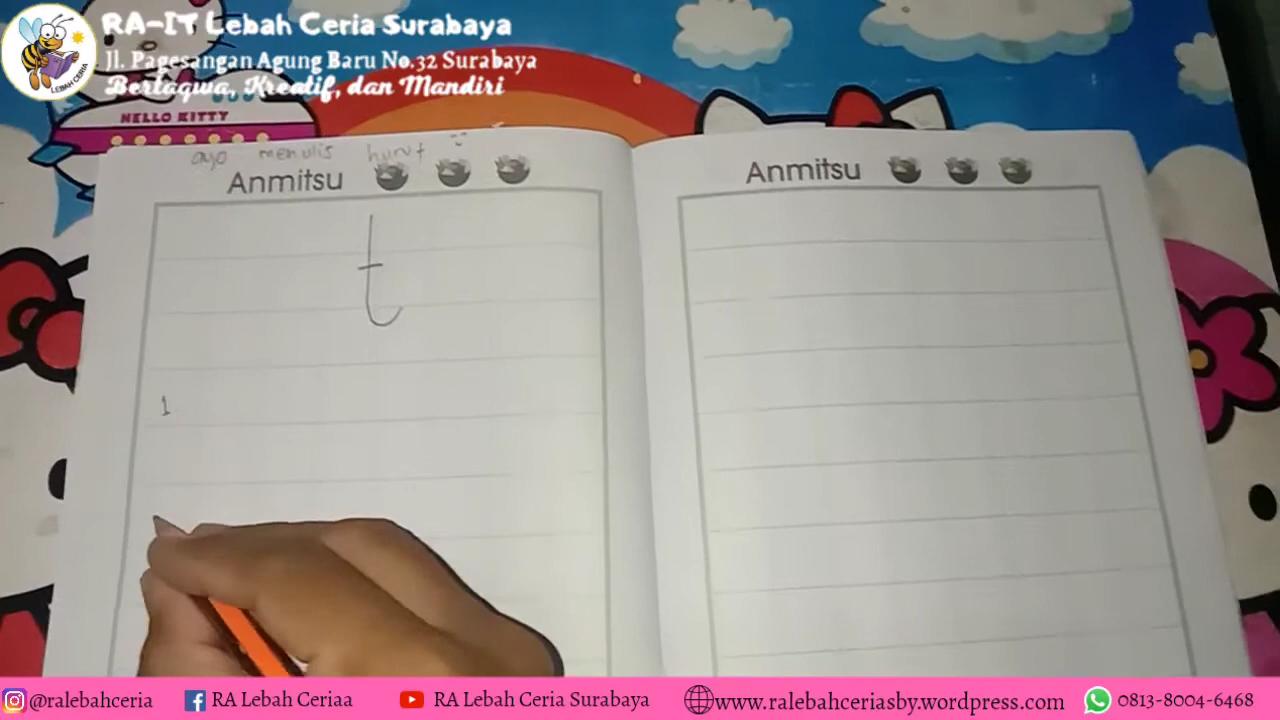 RA-IT Lebah Ceria Surabaya
Jl. Pagesangan Agung Baru No.32 Surabaya
Bertaqwa, Kreatif, dan Mandiri
LEBAH CERIA
HELLO KITTY
ayo menulis huruf
Anmitsu
Anmitsu
t
1
@ralebahceria
RA Lebah Ceriaa
RA Lebah Ceria Surabaya
www.ralebahceriasby.wordpress.com
0813-8004-6468